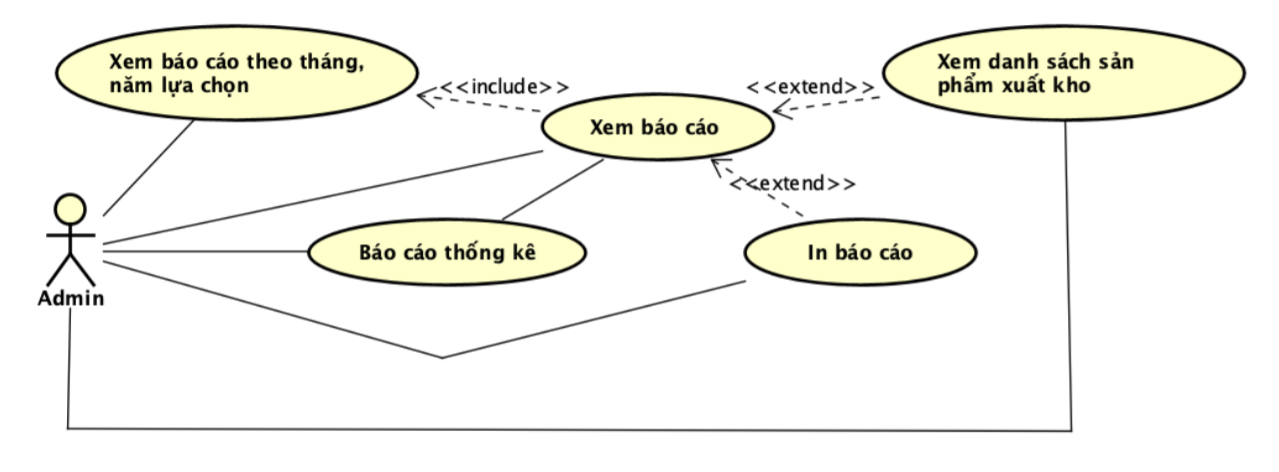 Xem báo cáo theo tháng,
năm lựa chọn
<<include>>
Xem báo cáo
<<extend>>
Xem danh sách sản
phẩm xuất kho
<<extend>>
Báo cáo thống kê
In báo cáo
Admin